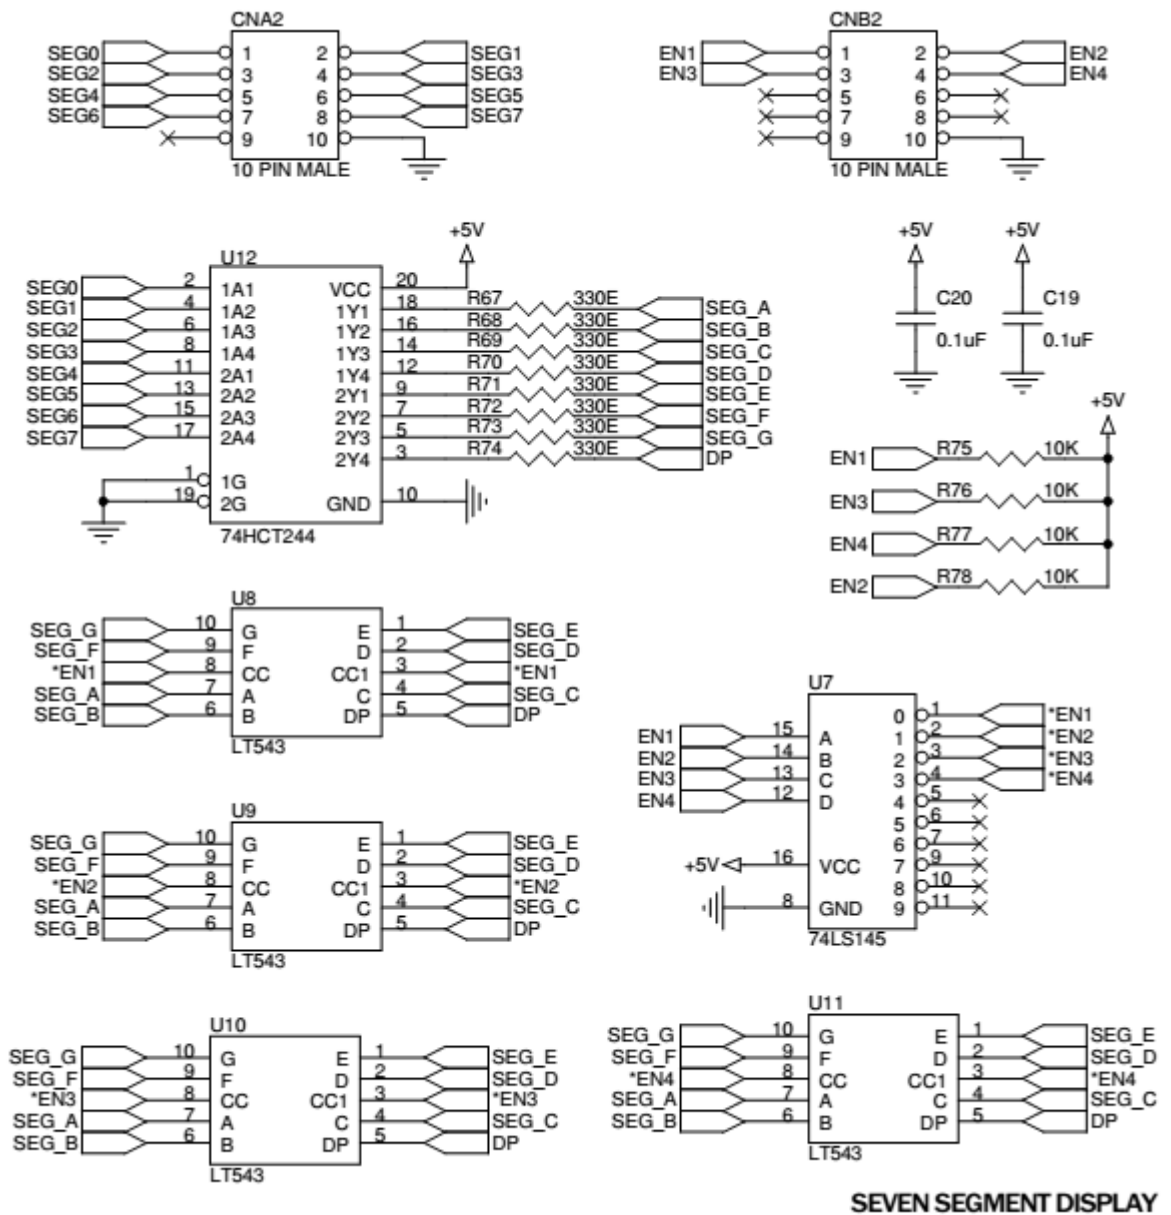 CNA2
SEG0 1 2 SEG1
SEG2 3 4 SEG3
SEG4 5 6 SEG5
SEG6 7 8 SEG7
9 10
10 PIN MALE
CNB2
EN1 1 2 EN2
EN3 3 4 EN4
5 6
7 8
9 10
10 PIN MALE
U12
+5V
SEG0 2 1A1 VCC 20
SEG1 4 1A2 1Y1 18 R67 330E SEG_A
SEG2 6 1A3 1Y2 16 R68 330E SEG_B
SEG3 8 1A4 1Y3 14 R69 330E SEG_C
SEG4 11 2A1 1Y4 12 R70 330E SEG_D
SEG5 13 2A2 2Y1 9 R71 330E SEG_E
SEG6 15 2A3 2Y2 7 R72 330E SEG_F
SEG7 17 2A4 2Y3 5 R73 330E SEG_G
2Y4 3 R74 330E DP
1 1G
19 2G GND 10
74HCT244
+5V +5V
C20 C19
0.1uF 0.1uF
+5V
EN1 R75 10K
EN3 R76 10K
EN4 R77 10K
EN2 R78 10K
U8
SEG_G 10 G E 1 SEG_E
SEG_F 9 F D 2 SEG_D
*EN1 8 CC CC1 3 *EN1
SEG_A 7 A C 4 SEG_C
SEG_B 6 B DP 5 DP
LT543
U7
0 1 *EN1
EN1 15 A 1 2 *EN2
EN2 14 B 2 3 *EN3
EN3 13 C 3 4 *EN4
EN4 12 D 4 5
5 6
6 7
+5V 16 VCC 7 9
8 10
8 GND 9 11
74LS145
U9
SEG_G 10 G E 1 SEG_E
SEG_F 9 F D 2 SEG_D
*EN2 8 CC CC1 3 *EN2
SEG_A 7 A C 4 SEG_C
SEG_B 6 B DP 5 DP
LT543
U10
SEG_G 10 G E 1 SEG_E
SEG_F 9 F D 2 SEG_D
*EN3 8 CC CC1 3 *EN3
SEG_A 7 A C 4 SEG_C
SEG_B 6 B DP 5 DP
LT543
U11
SEG_G 10 G E 1 SEG_E
SEG_F 9 F D 2 SEG_D
*EN4 8 CC CC1 3 *EN4
SEG_A 7 A C 4 SEG_C
SEG_B 6 B DP 5 DP
LT543
SEVEN SEGMENT DISPLAY